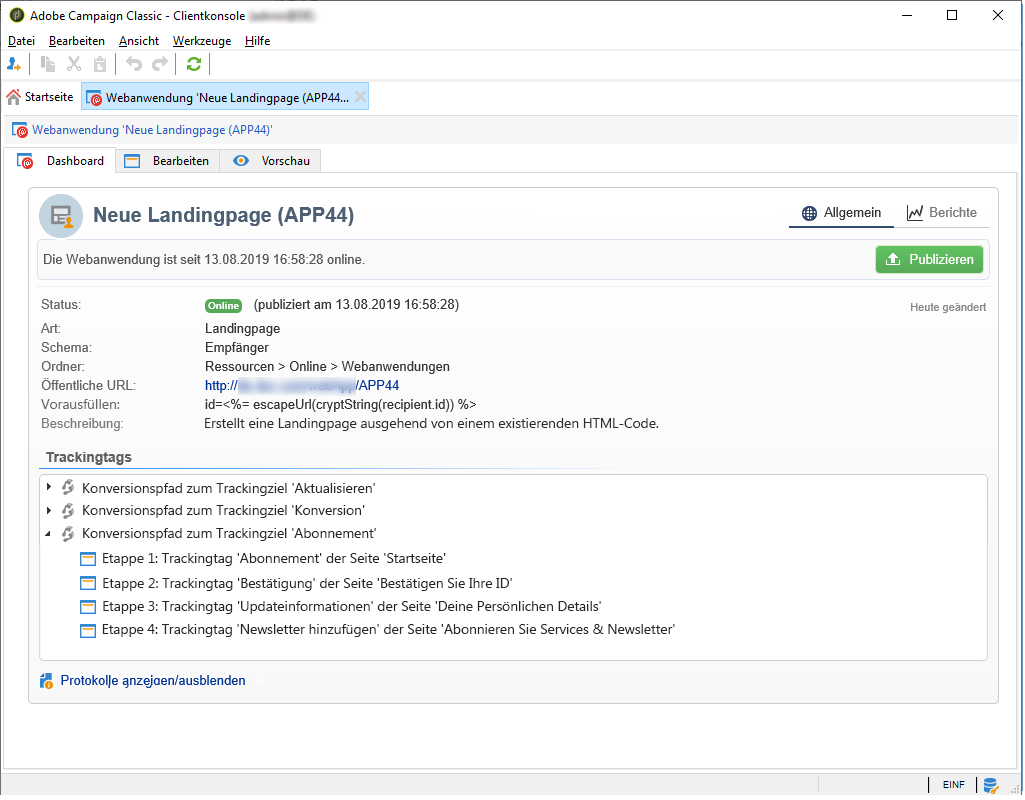 Adobe Campaign Classic - Clientkonsole
Datei Bearbeiten Ansicht Werkzeuge Hilfe
Startseite Webanwendung 'Neue Landingpage (APP44...
Webanwendung 'Neue Landingpage (APP44)'
Dashboard Bearbeiten Vorschau
Neue Landingpage (APP44) Allgemein Berichte
Die Webanwendung ist seit 13.08.2019 16:58:28 online. Publizieren
Status: Online (publiziert am 13.08.2019 16:58:28) Heute geändert
Art: Landingpage
Schema: Empfänger
Ordner: Ressourcen > Online > Webanwendungen
Öffentliche URL: http:// /APP44
Vorausfüllen: id=<%= escapeUrl(cryptString(recipient.id)) %>
Beschreibung: Erstellt eine Landingpage ausgehend von einem existierenden HTML-Code.
Trackingtags
Konversionspfad zum Trackingziel 'Aktualisieren'
Konversionspfad zum Trackingziel 'Konversion'
Konversionspfad zum Trackingziel 'Abonnement'
Etappe 1: Trackingtag 'Abonnement' der Seite 'Startseite'
Etappe 2: Trackingtag 'Bestätigung' der Seite 'Bestätigen Sie Ihre ID'
Etappe 3: Trackingtag 'Updateinformationen' der Seite 'Deine Persönlichen Details'
Etappe 4: Trackingtag 'Newsletter hinzufügen' der Seite 'Abonnieren Sie Services & Newsletter'
Protokolle anzeigen/ausblenden
EINF